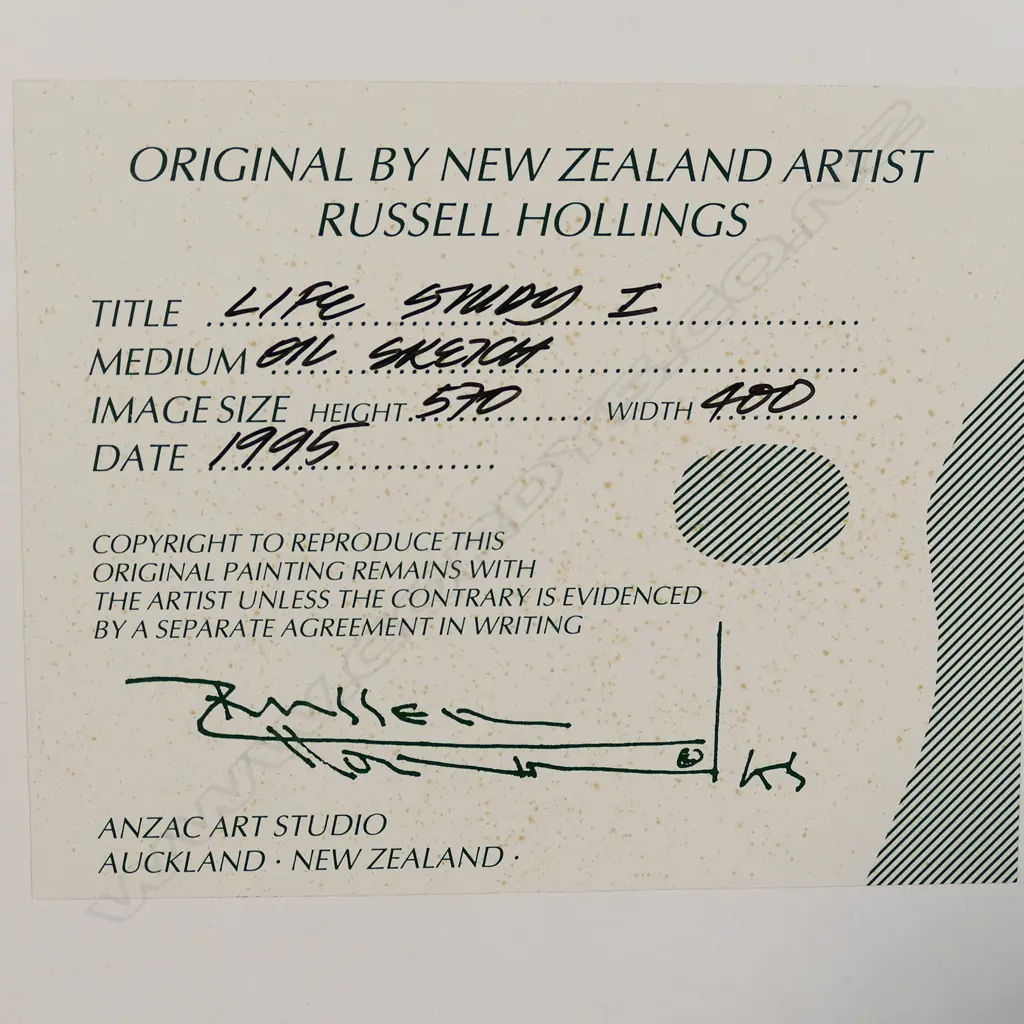 ORIGINAL BY NEW ZEALAND ARTIST
RUSSELL HOLLINGS
TITLE LIFE STUDY I
MEDIUM OIL SKETCH
IMAGE SIZE HEIGHT 570 WIDTH 400
DATE 1995
COPYRIGHT TO REPRODUCE THIS
ORIGINAL PAINTING REMAINS WITH
THE ARTIST UNLESS THE CONTRARY IS EVIDENCED
BY A SEPARATE AGREEMENT IN WRITING
Russell
ANZAC ART STUDIO
AUCKLAND · NEW ZEALAND ·